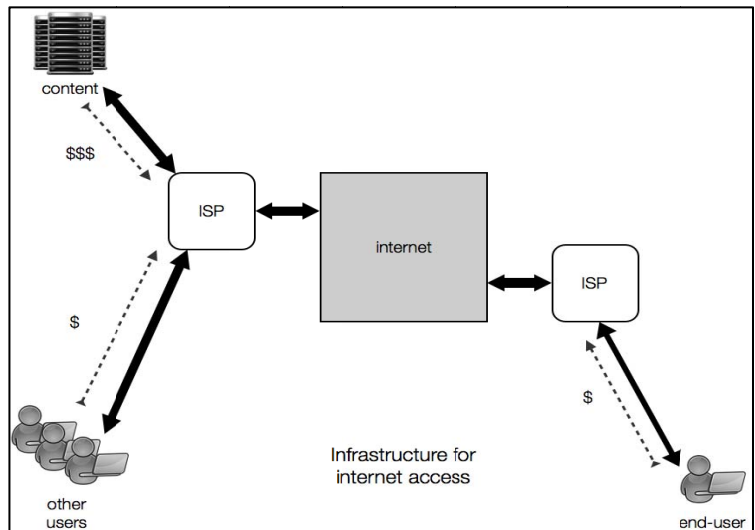 content
$$$
ISP
internet
ISP
$
$
Infrastructure for
internet access
other
users
end-user